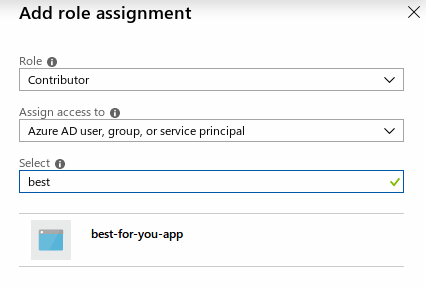 Add role assignment
Role
Contributor
Assign access to
Azure AD user, group, or service principal
Select
best
best-for-you-app